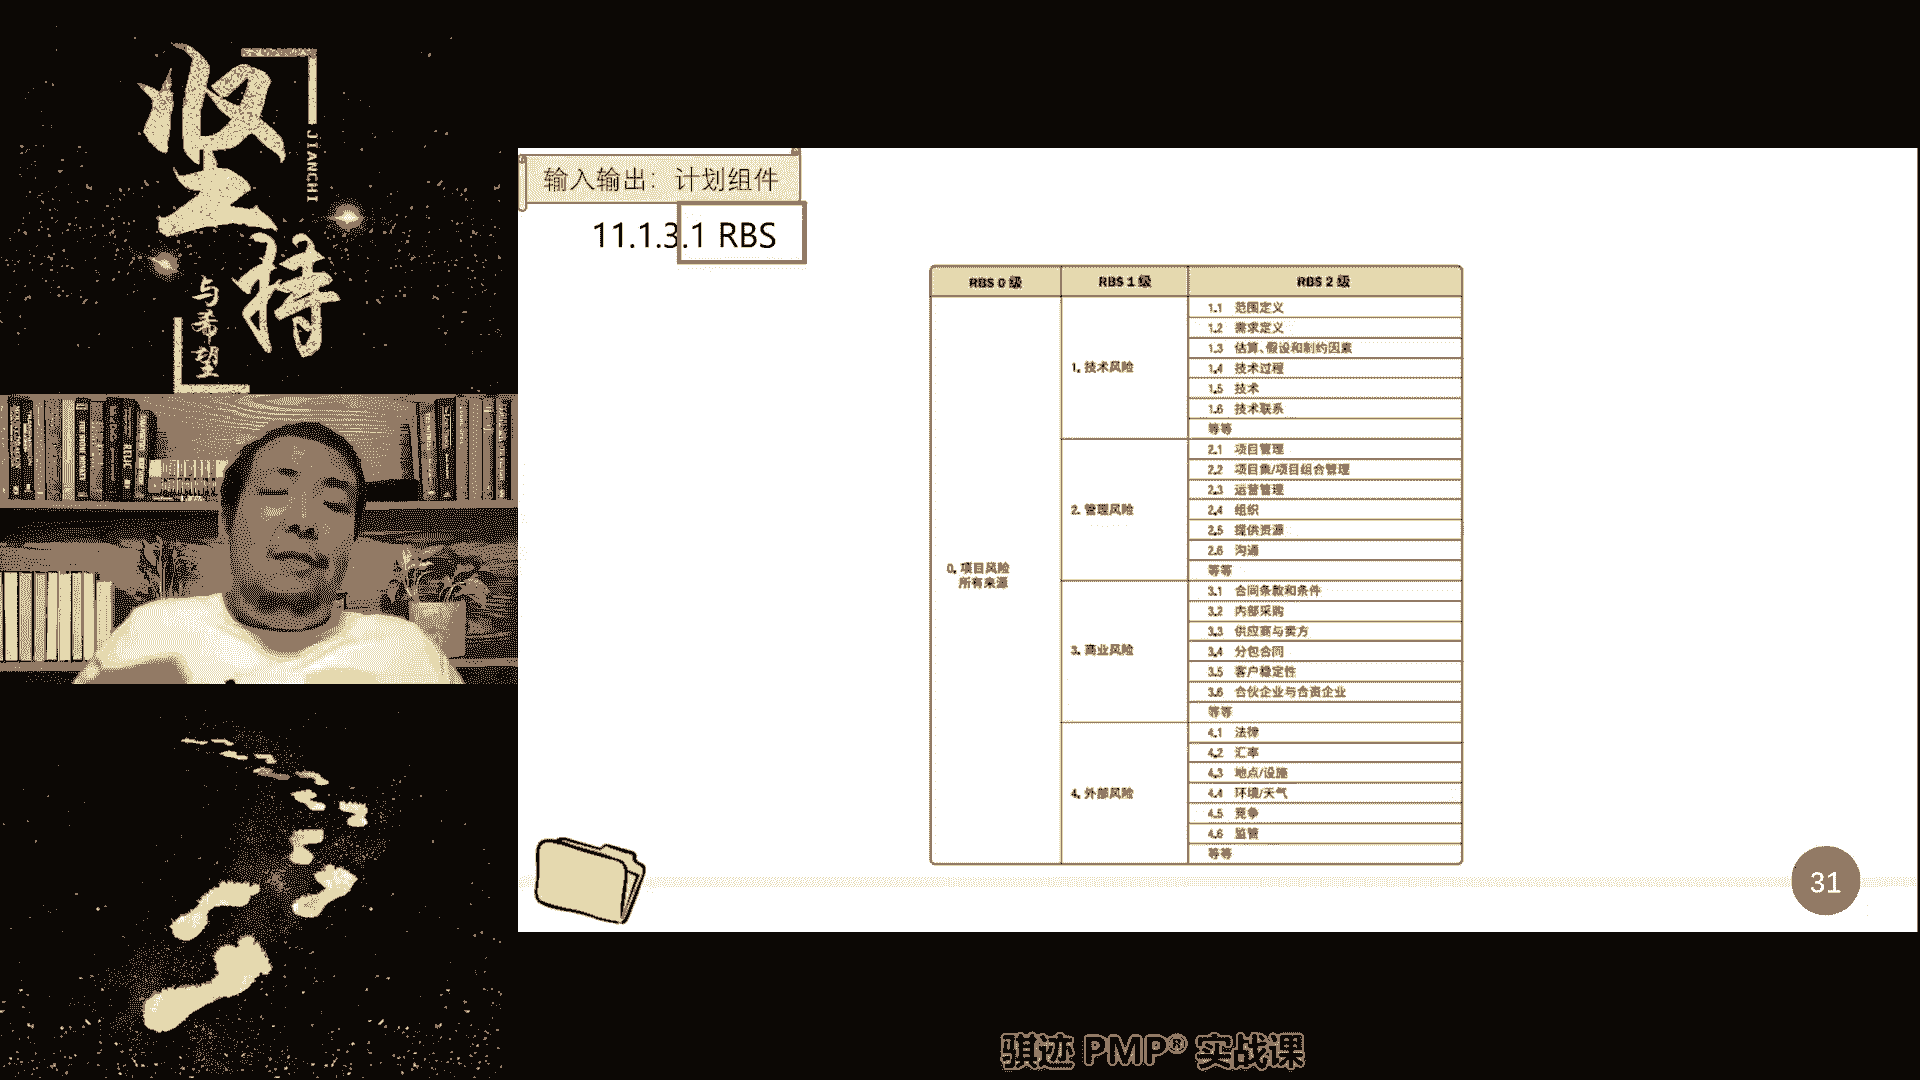 坚持
JIANCHI
与希望
输入输出：计划组件
11.1.3.1 RBS
RBS 0 级 RBS 1 级 RBS 2 级
0. 项目风险所有来源
1. 技术风险
1.1 范围定义
1.2 需求定义
1.3 估算、假设和制约因素
1.4 技术过程
1.5 技术
1.6 技术联系
等等
2. 管理风险
2.1 项目管理
2.2 项目集/项目组合管理
2.3 运营管理
2.4 组织
2.5 提供资源
2.6 沟通
等等
3. 商业风险
3.1 合同条款和条件
3.2 内部采购
3.3 供应商与卖方
3.4 分包合同
3.5 客户稳定性
3.6 合伙企业与合资企业
等等
4. 外部风险
4.1 法律
4.2 汇率
4.3 地点/设施
4.4 环境/天气
4.5 竞争
4.6 监管
等等
31
骐迹 PMP® 实战课